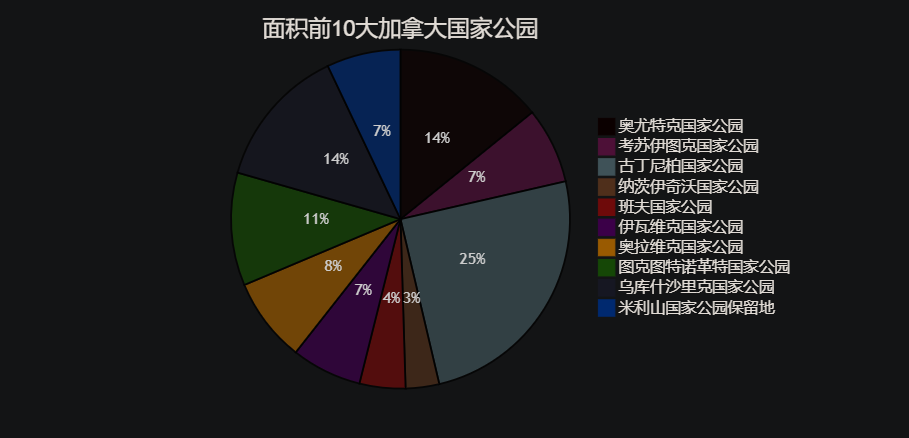 面积前10大加拿大国家公园
14%
7%
25%
3%
4%
7%
8%
11%
14%
7%
奥尤特克国家公园
考苏伊图克国家公园
古丁尼柏国家公园
纳茨伊奇沃国家公园
班夫国家公园
伊瓦维克国家公园
奥拉维克国家公园
图克图特诺革特国家公园
乌库什沙里克国家公园
米利山国家公园保留地